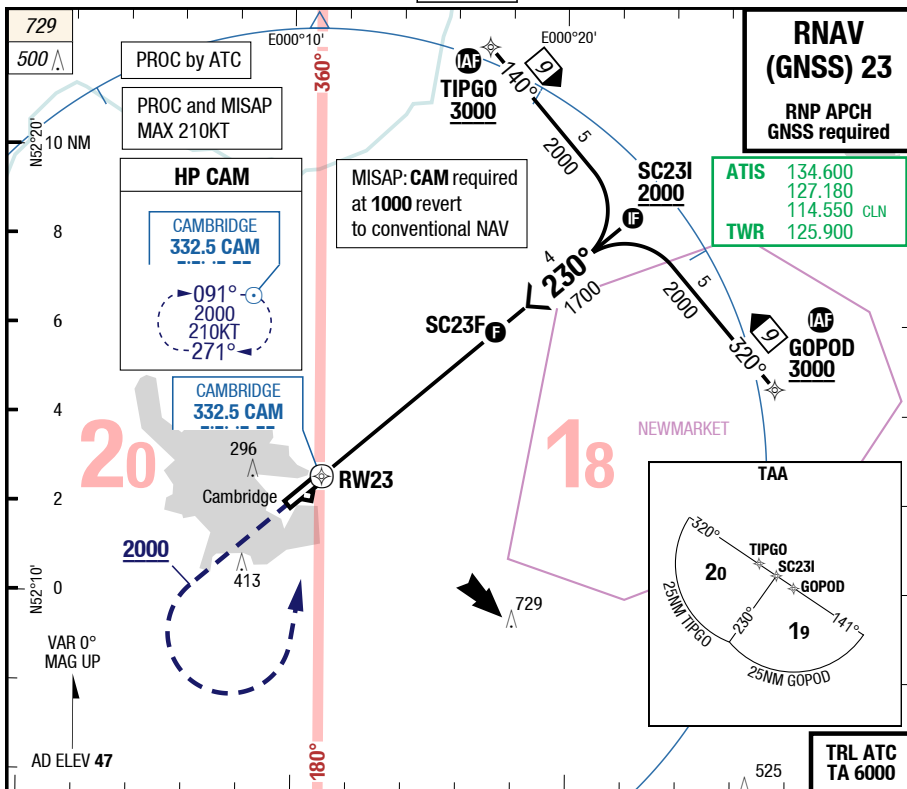 729
500
PROC by ATC
PROC and MISAP
MAX 210KT
E000°10'
E000°20'
360°
IAF
TIPGO
3000
140°
6
5
2000
RNAV
(GNSS) 23
RNP APCH
GNSS required
N52°20'
10 NM
HP CAM
CAMBRIDGE
332.5 CAM
091°
2000
210KT
271°
MISAP: CAM required
at 1000 revert
to conventional NAV
SC23I
2000
IF
ATIS 134.600
127.180
114.550 CLN
TWR 125.900
8
4
230°
1700
5
2000
6
SC23F
F
320°
6
IAF
GOPOD
3000
CAMBRIDGE
332.5 CAM
4
20
18
NEWMARKET
296
Cambridge
RW23
2
2000
413
N52°10'
0
729
TAA
320°
TIPGO
SC23I
GOPOD
20
230°
19
141°
25NM TIPGO
25NM GOPOD
VAR 0°
MAG UP
AD ELEV 47
180°
525
TRL ATC
TA 6000